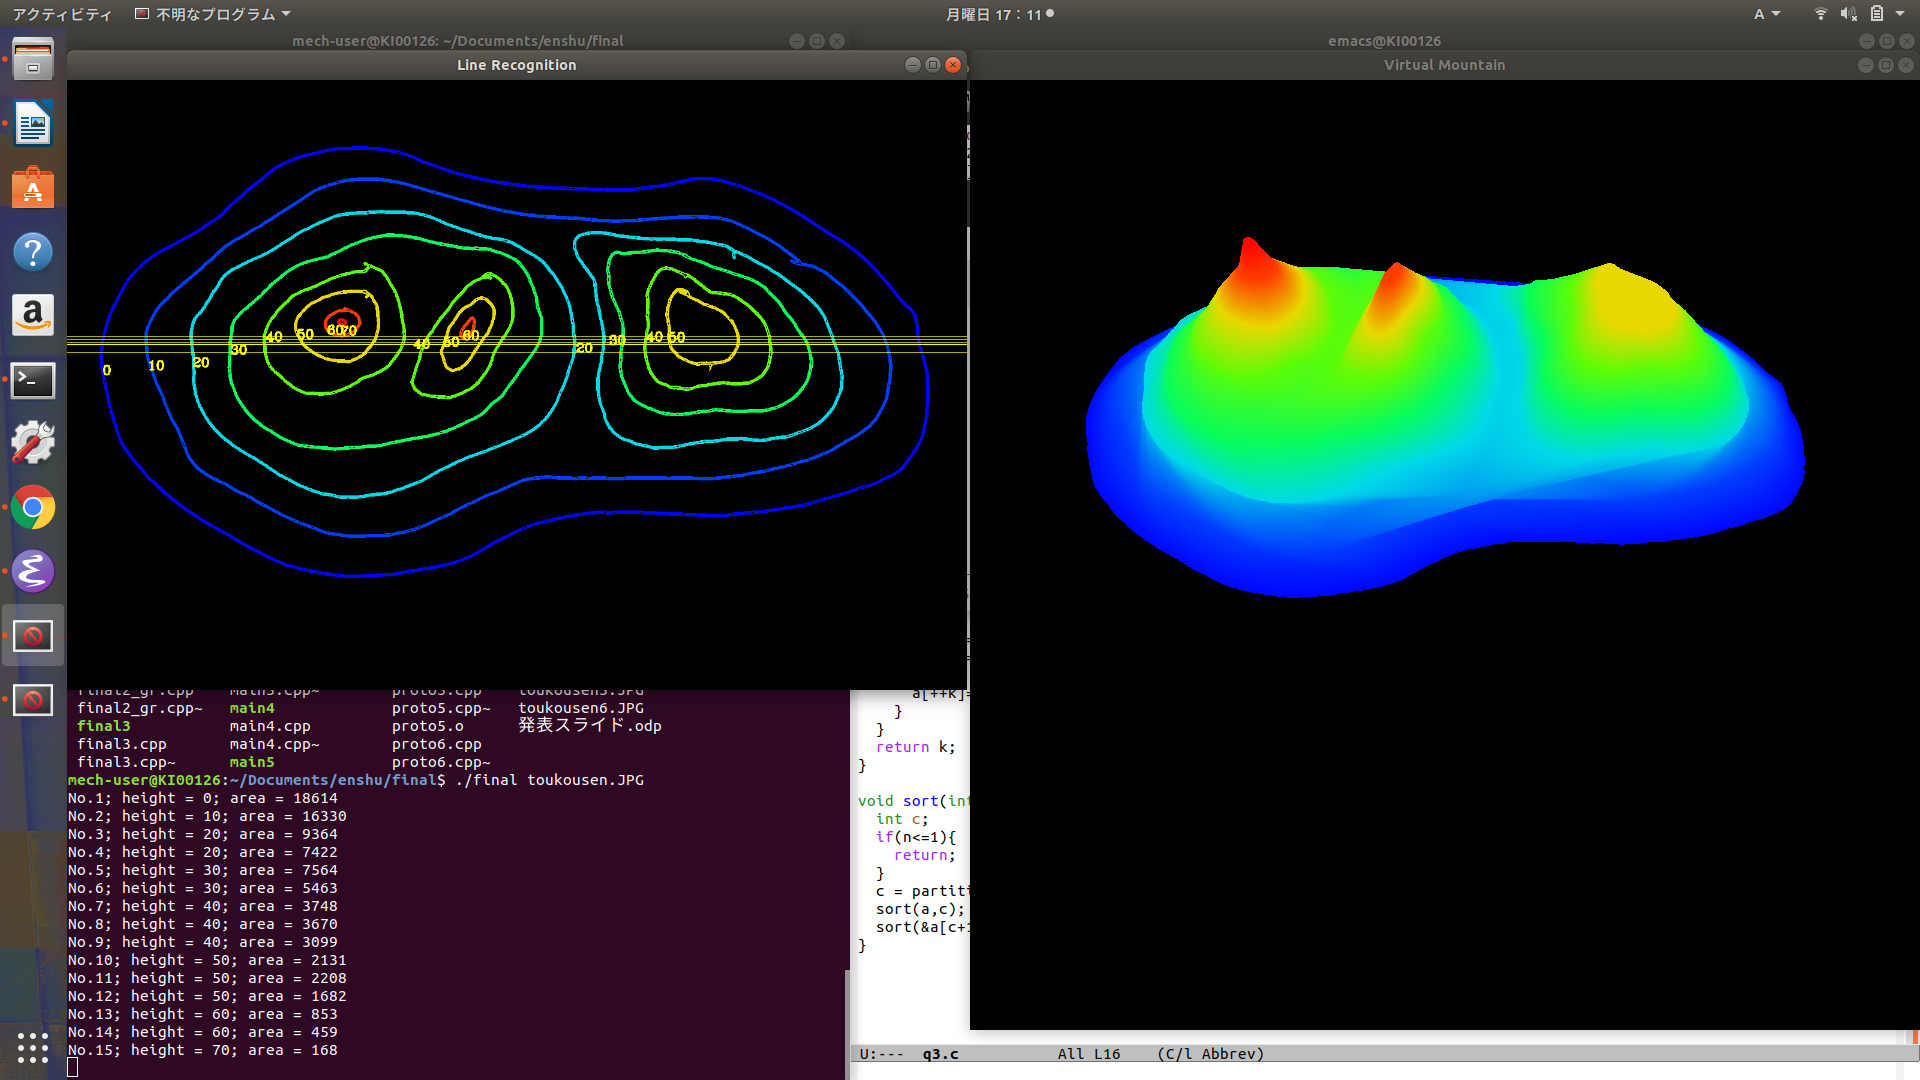 アクティビティ 不明なプログラム 月曜日 17:11 A
mech-user@KI00126: ~/Documents/enshu/final
emacs@KI00126
Line Recognition
Virtual Mountain
0
10
20
30
40
50
60
70
40
50
60
20
30
40
50
final2_gr.cpp main3.cpp~ proto5.cpp toukousen5.JPG
final2_gr.cpp~ main4 proto5.cpp~ toukousen6.JPG
final3 main4.cpp proto5.o 発表スライド.odp
final3.cpp main4.cpp~ proto6.cpp
final3.cpp~ main5 proto6.cpp~
mech-user@KI00126:~/Documents/enshu/final$ ./final toukousen.JPG
No.1; height = 0; area = 18614
No.2; height = 10; area = 16330
No.3; height = 20; area = 9364
No.4; height = 20; area = 7422
No.5; height = 30; area = 7564
No.6; height = 30; area = 5463
No.7; height = 40; area = 3748
No.8; height = 40; area = 3670
No.9; height = 40; area = 3099
No.10; height = 50; area = 2131
No.11; height = 50; area = 2208
No.12; height = 50; area = 1682
No.13; height = 60; area = 853
No.14; height = 60; area = 459
No.15; height = 70; area = 168
a[++k]=
}
}
return k;
}
void sort(int
int c;
if(n<=1){
return;
}
c = partiti
sort(a,c);
sort(&a[c+1
}
U:--- q3.c All L16 (C/l Abbrev)